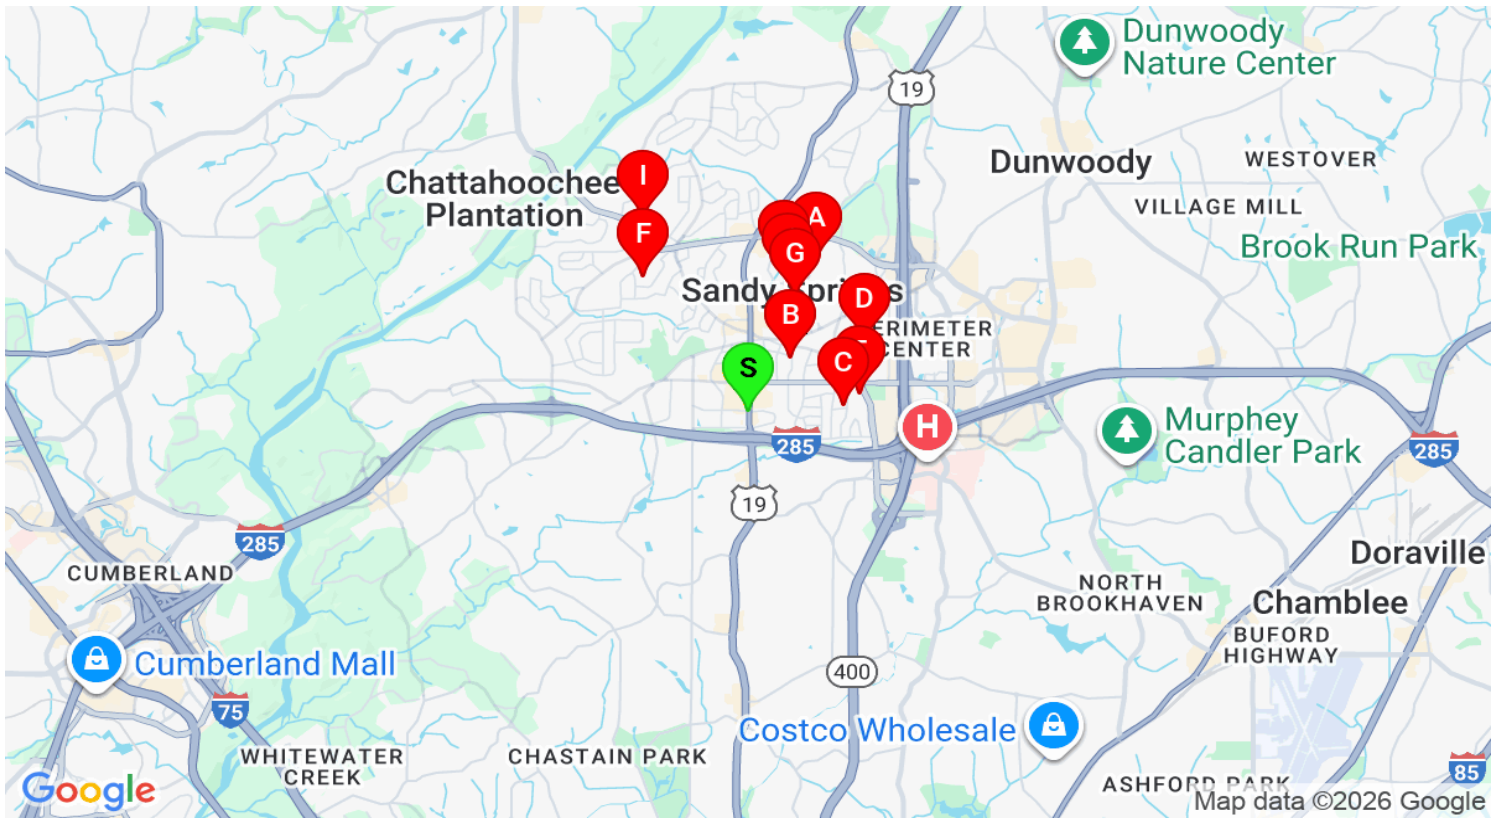 Dunwoody
Nature Center
19
Dunwoody
WESTOVER
I
Chattahoochee
Plantation
VILLAGE MILL
A
F
Brook Run Park
G
D
B
PERIMETER
CENTER
C
S
Murphey
Candler Park
H
285
285
19
285
CUMBERLAND
Doraville
NORTH
BROOKHAVEN
Chamblee
BUFORD
HIGHWAY
Cumberland Mall
400
75
Costco Wholesale
WHITEWATER
CREEK
CHASTAIN PARK
85
ASHFORD PARK
Google
Map data ©2026 Google